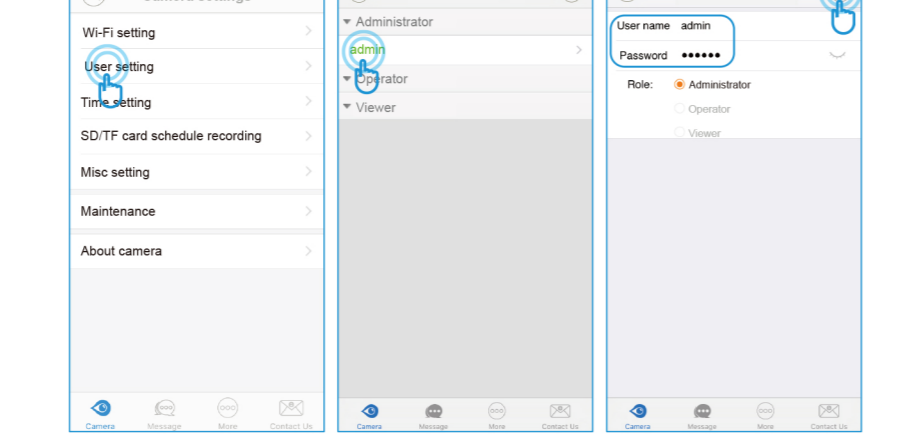 Camera settings
Wi-Fi setting
User setting
Time setting
SD/TF card schedule recording
Misc setting
Maintenance
About camera
Camera
Message
More
Contact Us
Administrator
admin
Operator
Viewer
Camera
Message
More
Contact Us
User name admin
Password ●●●●●●
Role: Administrator
Operator
Viewer
Camera
Message
More
Contact Us